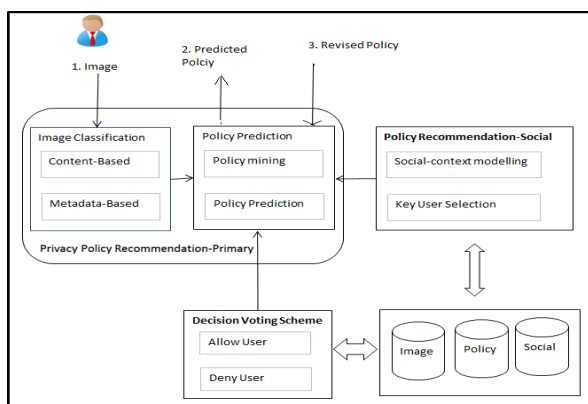 1. Image
2. Predicted
Polciy
3. Revised Policy
Image Classification
Content-Based
Metadata-Based
Policy Prediction
Policy mining
Policy Prediction
Privacy Policy Recommendation-Primary
Policy Recommendation-Social
Social-context modelling
Key User Selection
Decision Voting Scheme
Allow User
Deny User
Image
Policy
Social